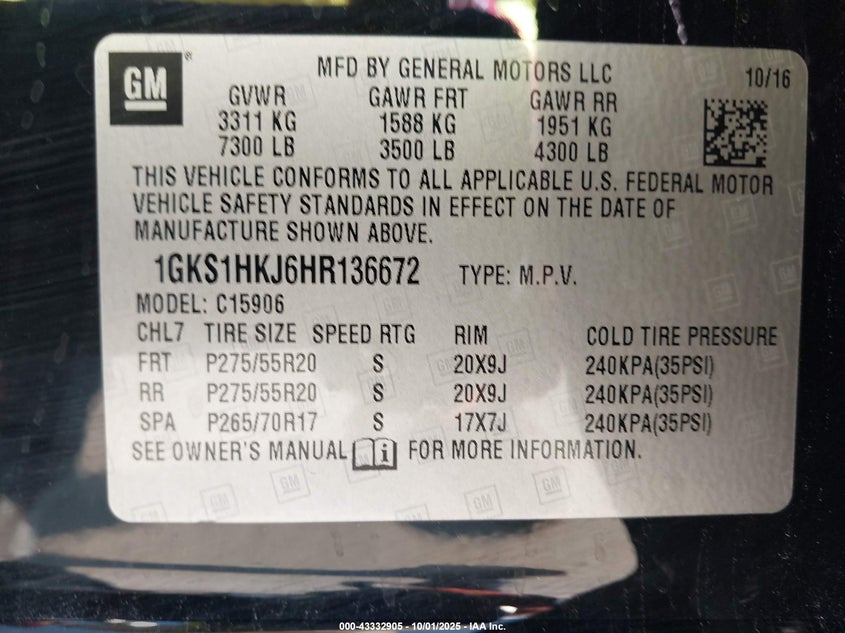 GM
®
MFD BY GENERAL MOTORS LLC 10/16
GVWR GAWR FRT GAWR RR
3311 KG 1588 KG 1951 KG
7300 LB 3500 LB 4300 LB
THIS VEHICLE CONFORMS TO ALL APPLICABLE U.S. FEDERAL MOTOR
VEHICLE SAFETY STANDARDS IN EFFECT ON THE DATE OF
MANUFACTURE SHOWN ABOVE.
1GKS1HKJ6HR136672 TYPE: M.P.V.
MODEL: C15906
CHL7 TIRE SIZE SPEED RTG RIM COLD TIRE PRESSURE
FRT P275/55R20 S 20X9J 240KPA(35PSI)
RR P275/55R20 S 20X9J 240KPA(35PSI)
SPA P265/70R17 S 17X7J 240KPA(35PSI)
SEE OWNER'S MANUAL i FOR MORE INFORMATION.
000-43332905 - 10/01/2025 - IAA Inc.